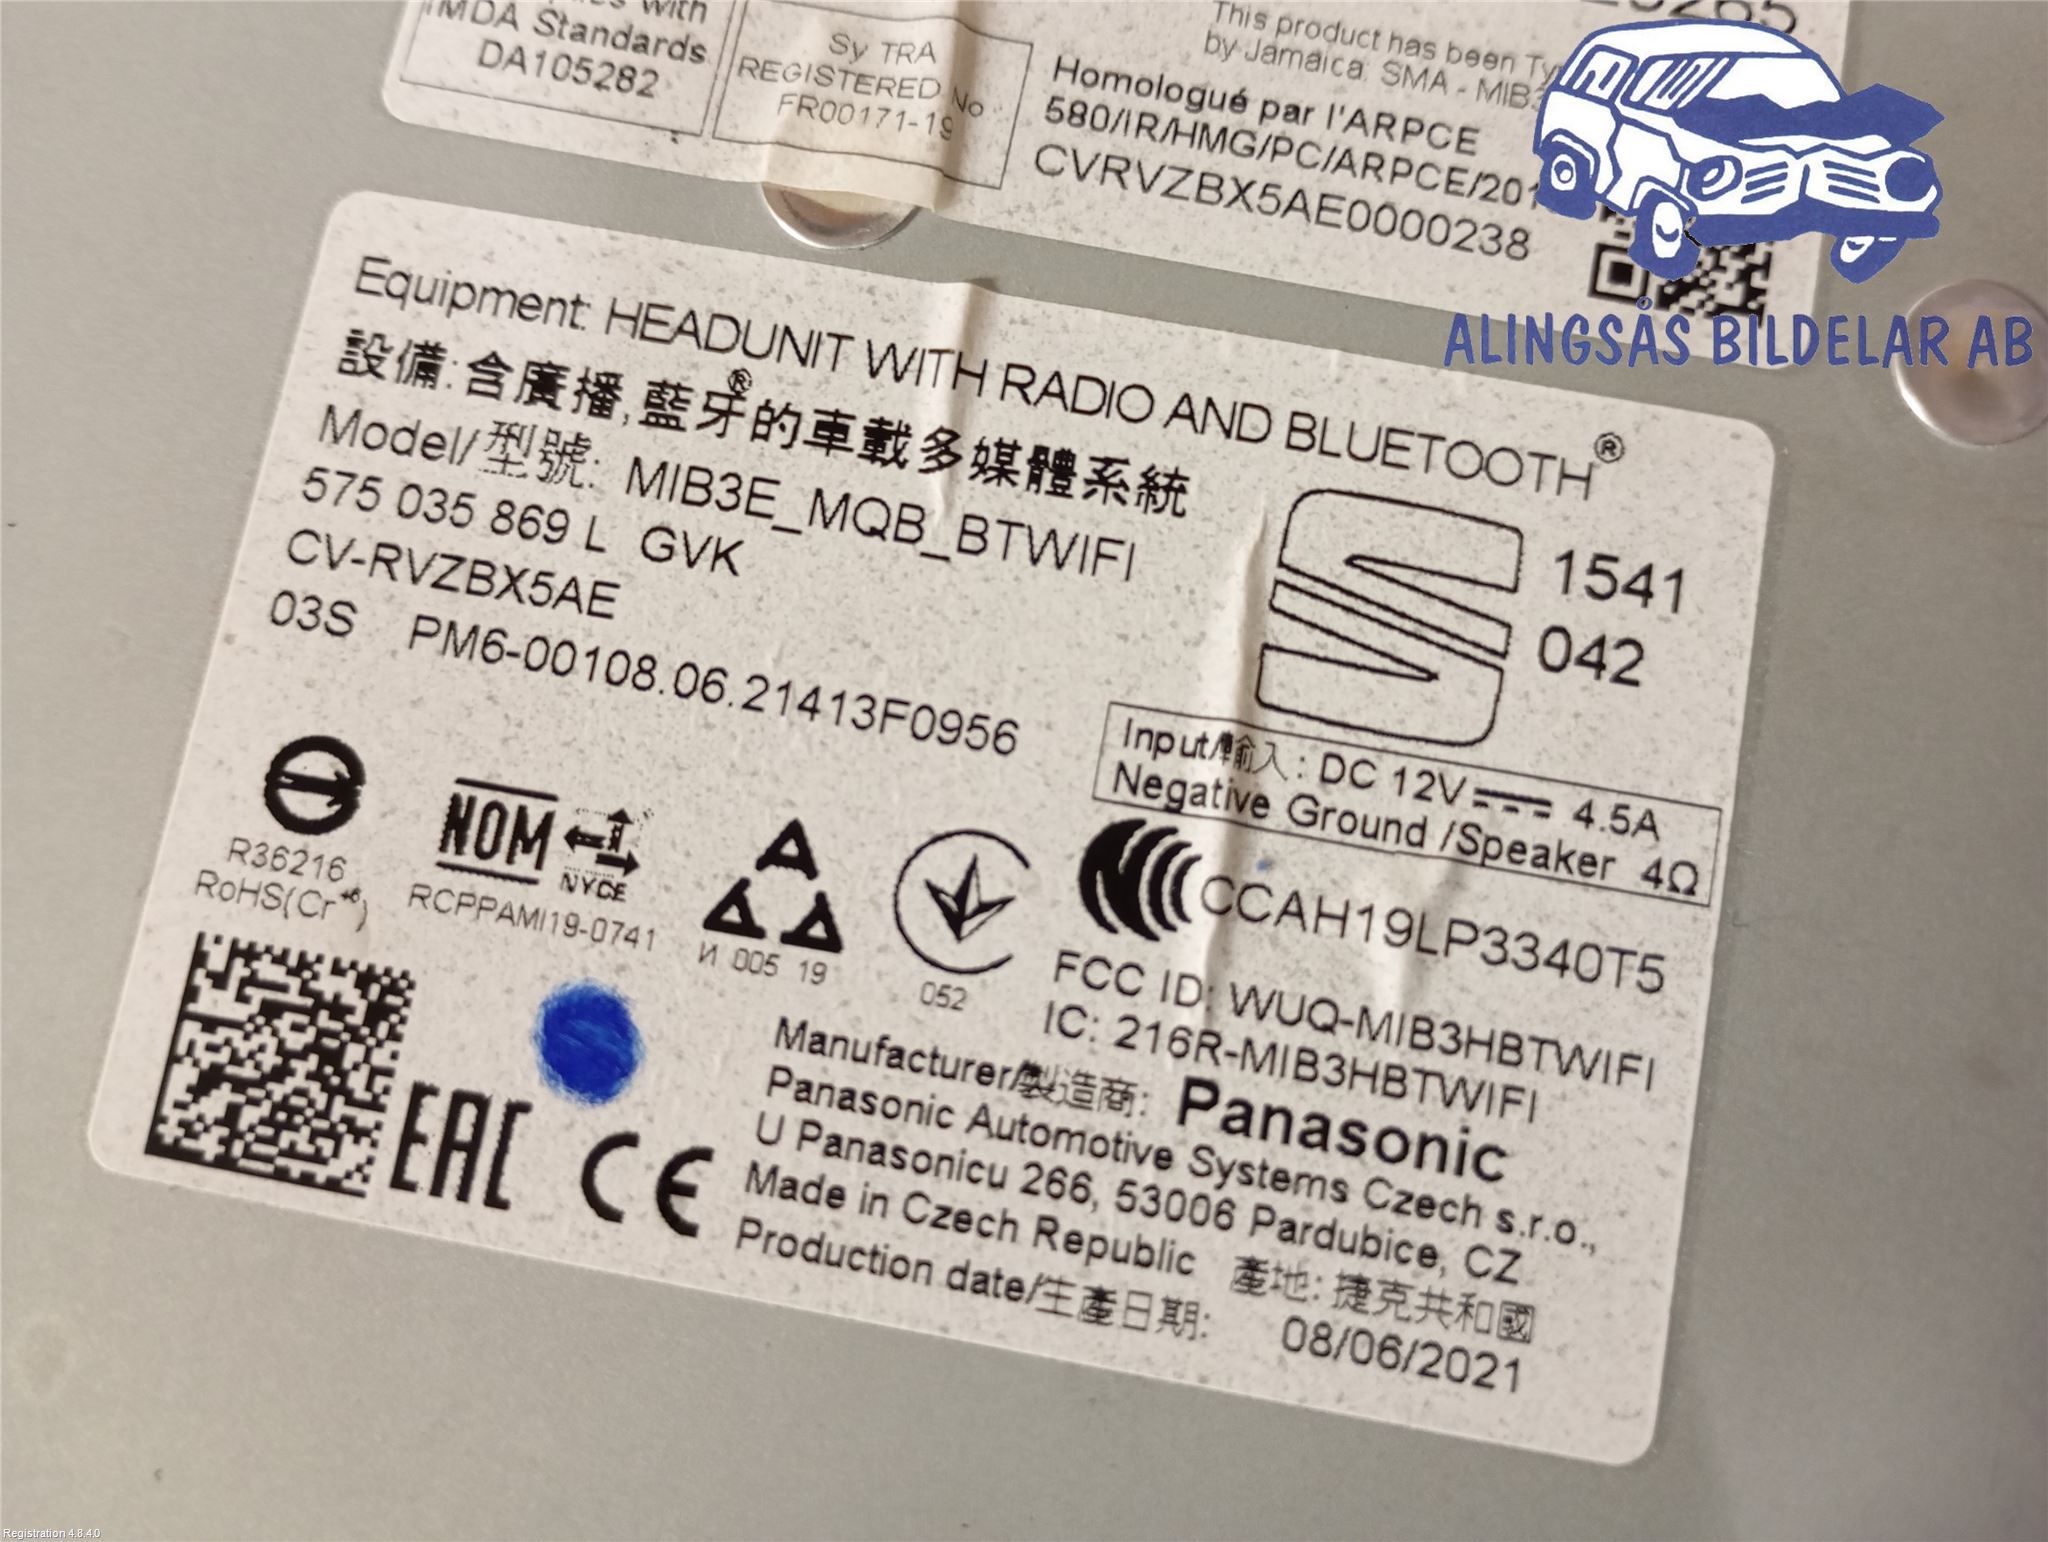 with
IMDA Standards
DA105282
Sy TRA
REGISTERED No
FR00171-19
This product has been
by Jamaica: SMA - MIB3
Homologué par l'ARPCE
580/IR/HMG/PC/ARPCE/201
CVRVZBX5AE0000238
ALINGSÅS BILDELAR AB
Equipment: HEADUNIT WITH RADIO AND BLUETOOTH®
設備:含廣播,藍牙®的車載多媒體系統
Model/型號: MIB3E_MQB_BTWIFI
575 035 869 L GVK
CV-RVZBX5AE
03S PM6-00108.06.21413F0956
1541
042
Input/輸入: DC 12V 4.5A
Negative Ground /Speaker 4Ω
R36216
RoHS(Cr+6)
NOM
NYCE
RCPPAMI19-0741
И 005 19
052
CCAH19LP3340T5
FCC ID: WUQ-MIB3HBTWIFI
IC: 216R-MIB3HBTWIFI
Manufacturer/製造商: Panasonic
Panasonic Automotive Systems Czech s.r.o.,
U Panasonicu 266, 53006 Pardubice, CZ
Made in Czech Republic 產地: 捷克共和國
Production date/生產日期: 08/06/2021
EAC
CE
Registration 4.8.4.0